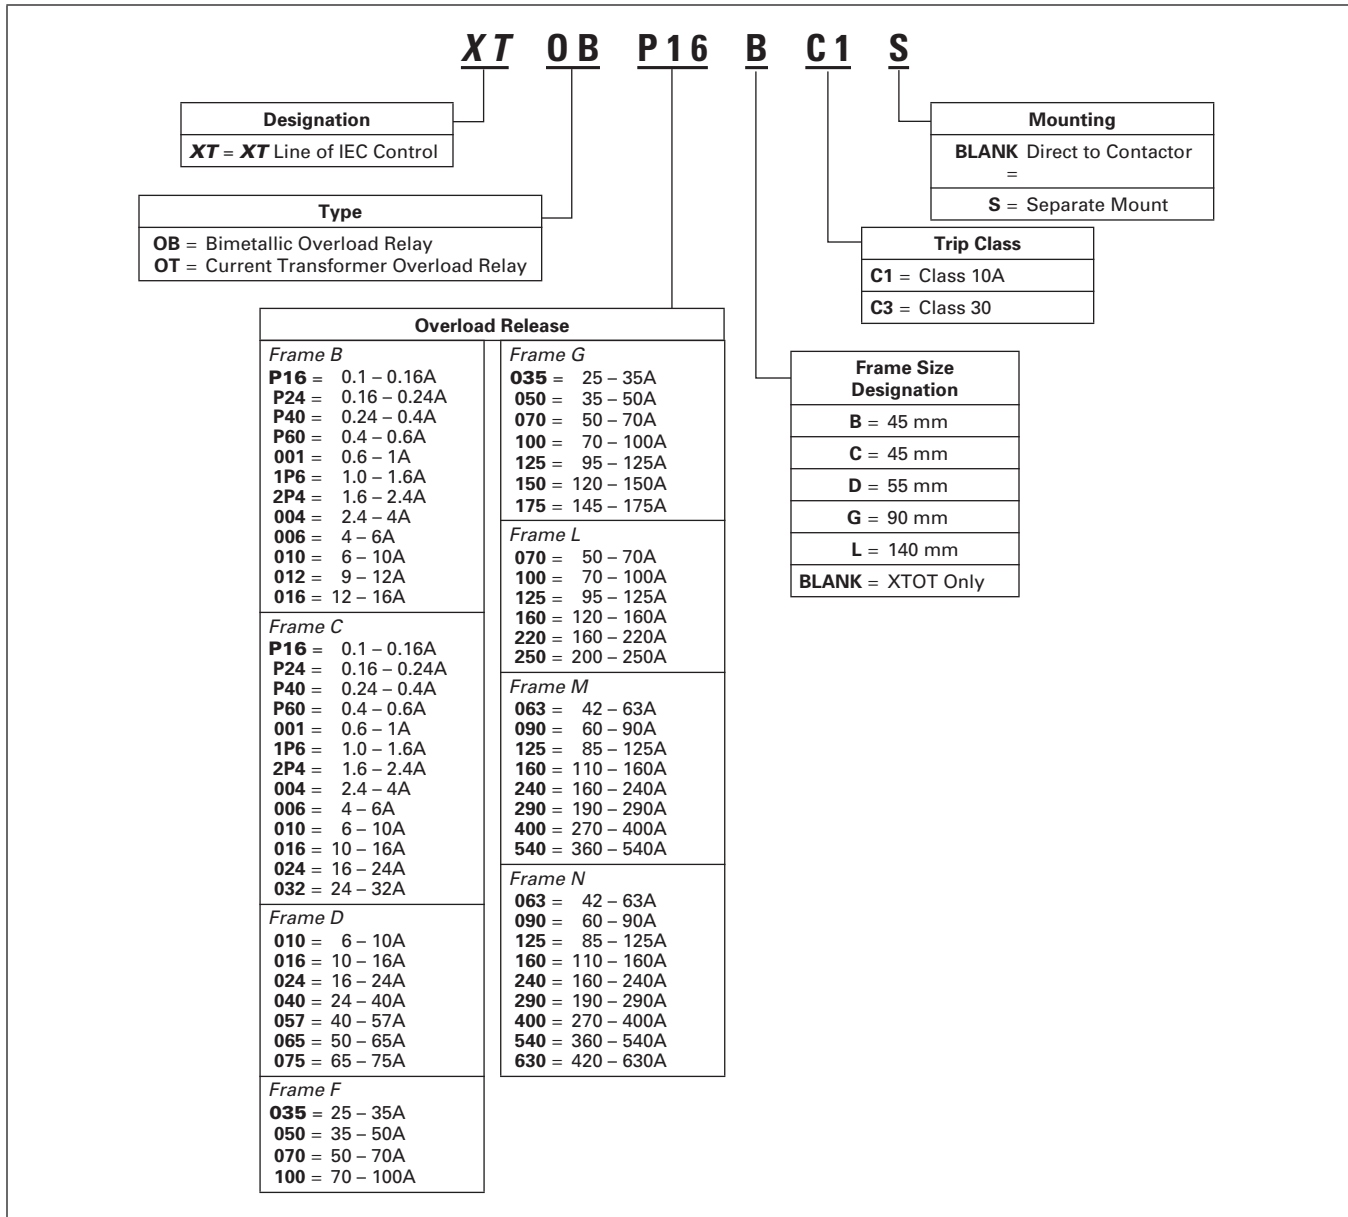 XT OB P16 B C1 S
Designation
XT = XT Line of IEC Control
Type
OB = Bimetallic Overload Relay
OT = Current Transformer Overload Relay
Overload Release
Frame B
P16 = 0.1 – 0.16A
P24 = 0.16 – 0.24A
P40 = 0.24 – 0.4A
P60 = 0.4 – 0.6A
001 = 0.6 – 1A
1P6 = 1.0 – 1.6A
2P4 = 1.6 – 2.4A
004 = 2.4 – 4A
006 = 4 – 6A
010 = 6 – 10A
012 = 9 – 12A
016 = 12 – 16A
Frame C
P16 = 0.1 – 0.16A
P24 = 0.16 – 0.24A
P40 = 0.24 – 0.4A
P60 = 0.4 – 0.6A
001 = 0.6 – 1A
1P6 = 1.0 – 1.6A
2P4 = 1.6 – 2.4A
004 = 2.4 – 4A
006 = 4 – 6A
010 = 6 – 10A
016 = 10 – 16A
024 = 16 – 24A
032 = 24 – 32A
Frame D
010 = 6 – 10A
016 = 10 – 16A
024 = 16 – 24A
040 = 24 – 40A
057 = 40 – 57A
065 = 50 – 65A
075 = 65 – 75A
Frame F
035 = 25 – 35A
050 = 35 – 50A
070 = 50 – 70A
100 = 70 – 100A
Frame G
035 = 25 – 35A
050 = 35 – 50A
070 = 50 – 70A
100 = 70 – 100A
125 = 95 – 125A
150 = 120 – 150A
175 = 145 – 175A
Frame L
070 = 50 – 70A
100 = 70 – 100A
125 = 95 – 125A
160 = 120 – 160A
220 = 160 – 220A
250 = 200 – 250A
Frame M
063 = 42 – 63A
090 = 60 – 90A
125 = 85 – 125A
160 = 110 – 160A
240 = 160 – 240A
290 = 190 – 290A
400 = 270 – 400A
540 = 360 – 540A
Frame N
063 = 42 – 63A
090 = 60 – 90A
125 = 85 – 125A
160 = 110 – 160A
240 = 160 – 240A
290 = 190 – 290A
400 = 270 – 400A
540 = 360 – 540A
630 = 420 – 630A
Frame Size
Designation
B = 45 mm
C = 45 mm
D = 55 mm
G = 90 mm
L = 140 mm
BLANK = XTOT Only
Trip Class
C1 = Class 10A
C3 = Class 30
Mounting
BLANK Direct to Contactor
=
S = Separate Mount